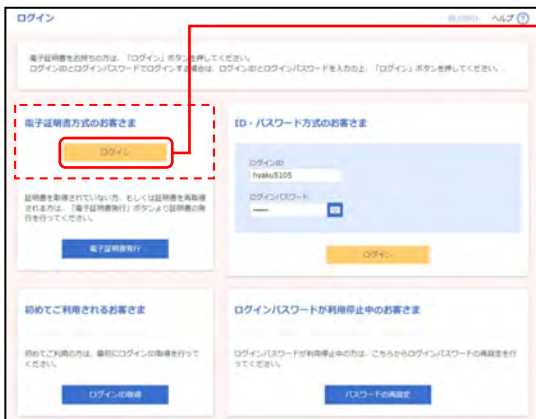 ログイン
ヘルプ ?
電子証明書をお持ちの方は、「ログイン」ボタンを押してください。
ログインIDとログインパスワードでログインする場合は、ログインIDとログインパスワードを入力の上、「ログイン」ボタンを押してください。
電子証明書方式のお客さま
ログイン
証明書を取得されていない方、もしくは証明書を再取得
される方は、「電子証明書発行」ボタンより証明書の発
行を行ってください。
電子証明書発行
ID・パスワード方式のお客さま
ログインID
hyaku5105
ログインパスワード
ログイン
初めてご利用されるお客さま
初めてご利用の方は、最初にログインID取得を行って
ください。
ログインID取得
ログインパスワードが利用停止中のお客さま
ログインパスワードが利用停止中の方は、こちらからログインパスワードの再設定を行
ってください。
パスワードの再設定